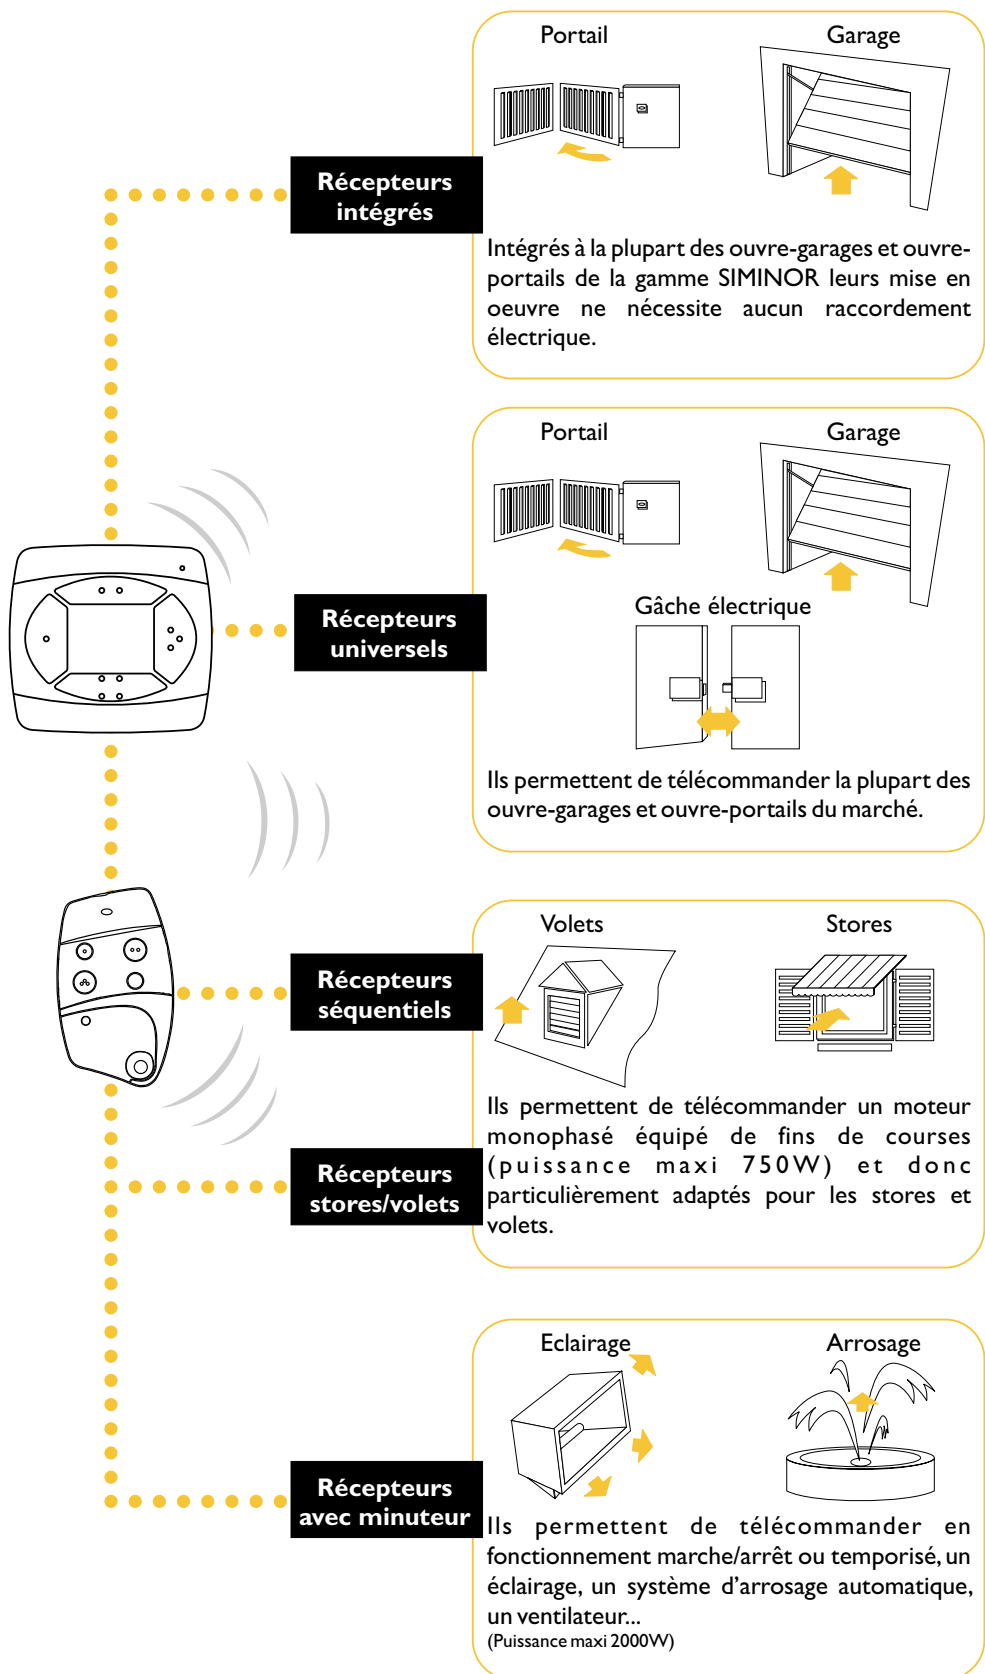 Portail
Garage
Récepteurs
intégrés
Intégrés à la plupart des ouvre-garages et ouvre-
portails de la gamme SIMINOR leurs mise en
oeuvre ne nécessite aucun raccordement
électrique.
Portail
Garage
Récepteurs
universels
Gâche électrique
Ils permettent de télécommander la plupart des
ouvre-garages et ouvre-portails du marché.
Volets
Stores
Récepteurs
séquentiels
Récepteurs
stores/volets
Ils permettent de télécommander un moteur
monophasé équipé de fins de courses
(puissance maxi 750W) et donc
particulièrement adaptés pour les stores et
volets.
Eclairage
Arrosage
Récepteurs
avec minuteur
Ils permettent de télécommander en
fonctionnement marche/arrêt ou temporisé, un
éclairage, un système d'arrosage automatique,
un ventilateur...
(Puissance maxi 2000W)